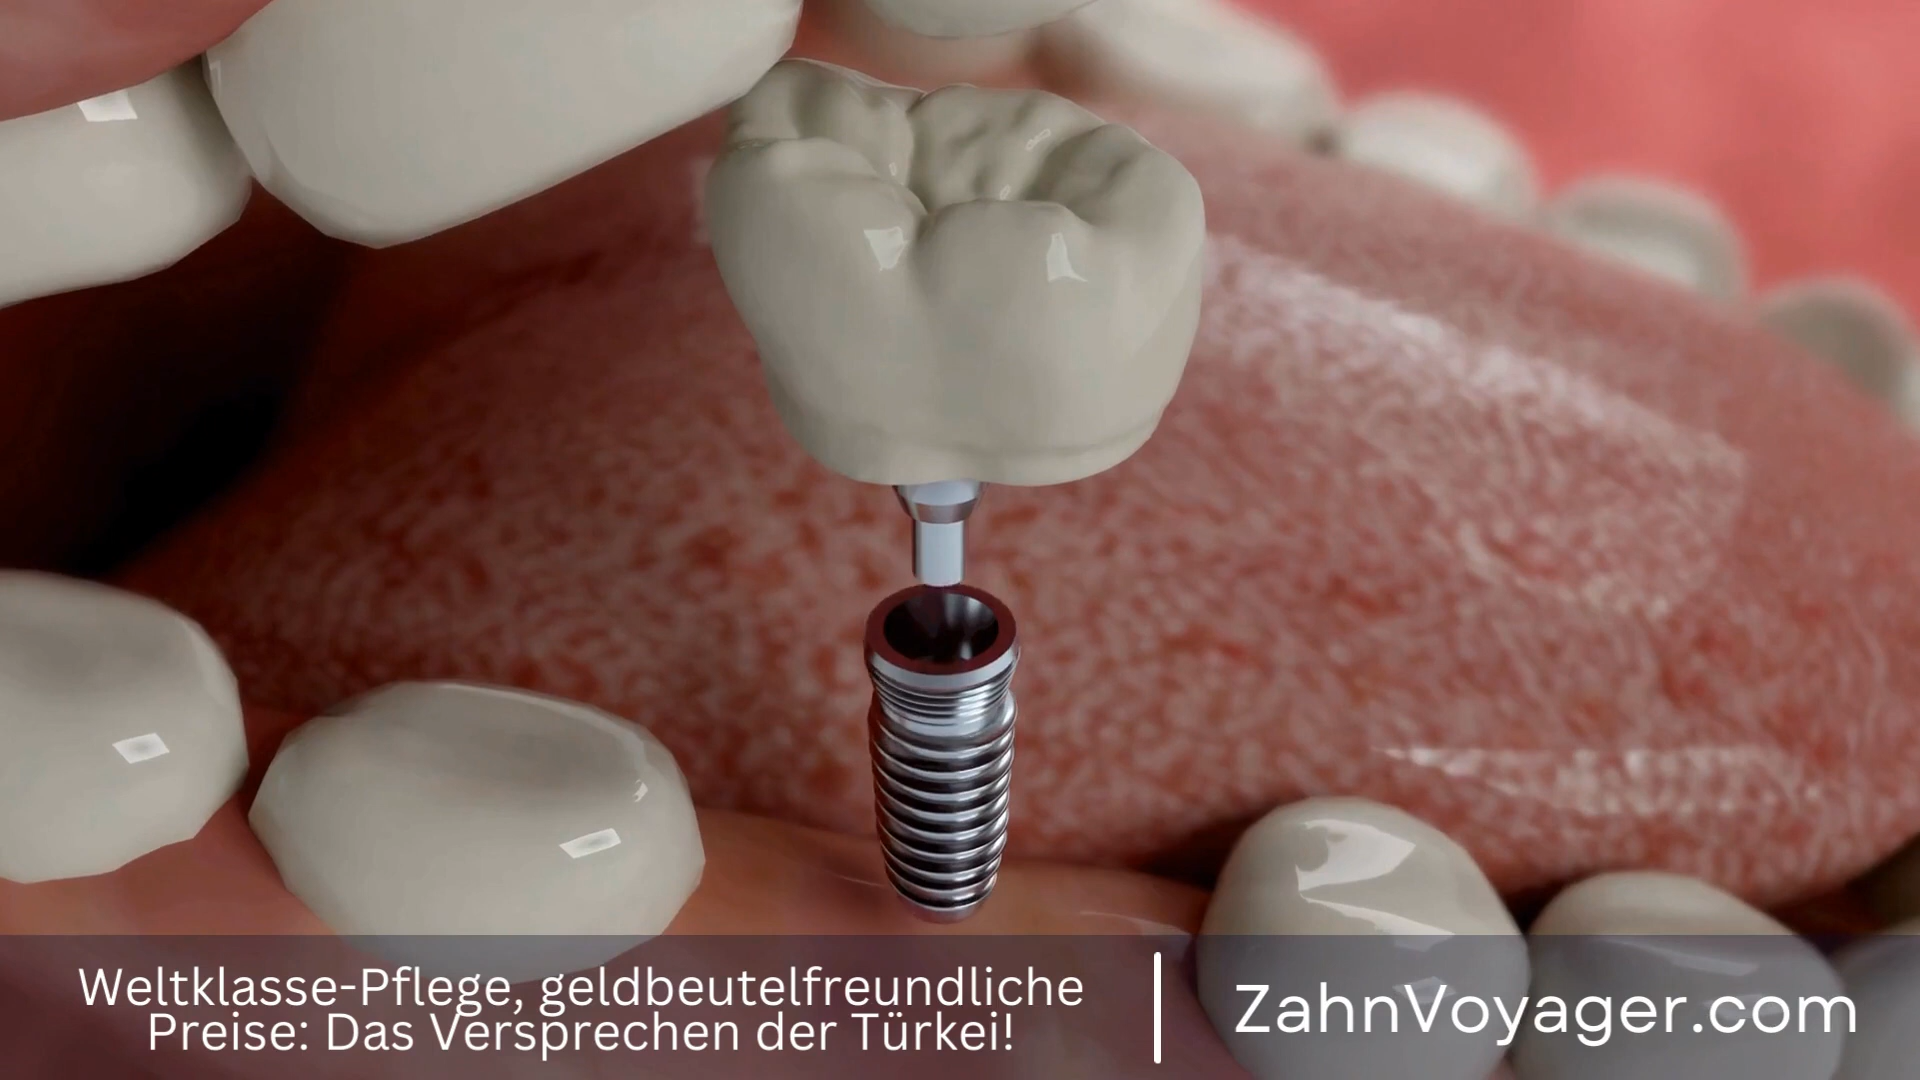 Weltklasse-Pflege, geldbeutelfreundliche
Preise: Das Versprechen der Türkei!
ZahnVoyager.com